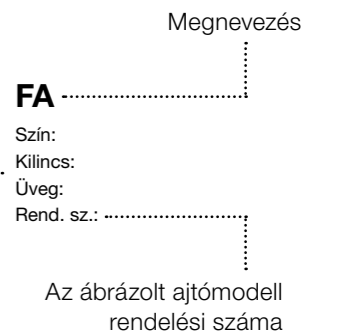 Megnevezés
FA
Szín:
Kilincs:
Üveg:
Rend. sz.:
Az ábrázolt ajtómodell
rendelési száma